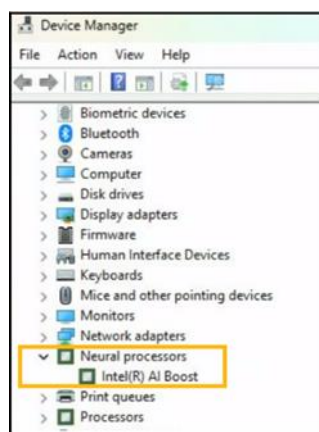 Device Manager
File Action View Help
Biometric devices
Bluetooth
Cameras
Computer
Disk drives
Display adapters
Firmware
Human Interface Devices
Keyboards
Mice and other pointing devices
Monitors
Network adapters
Neural processors
Intel(R) AI Boost
Print queues
Processors